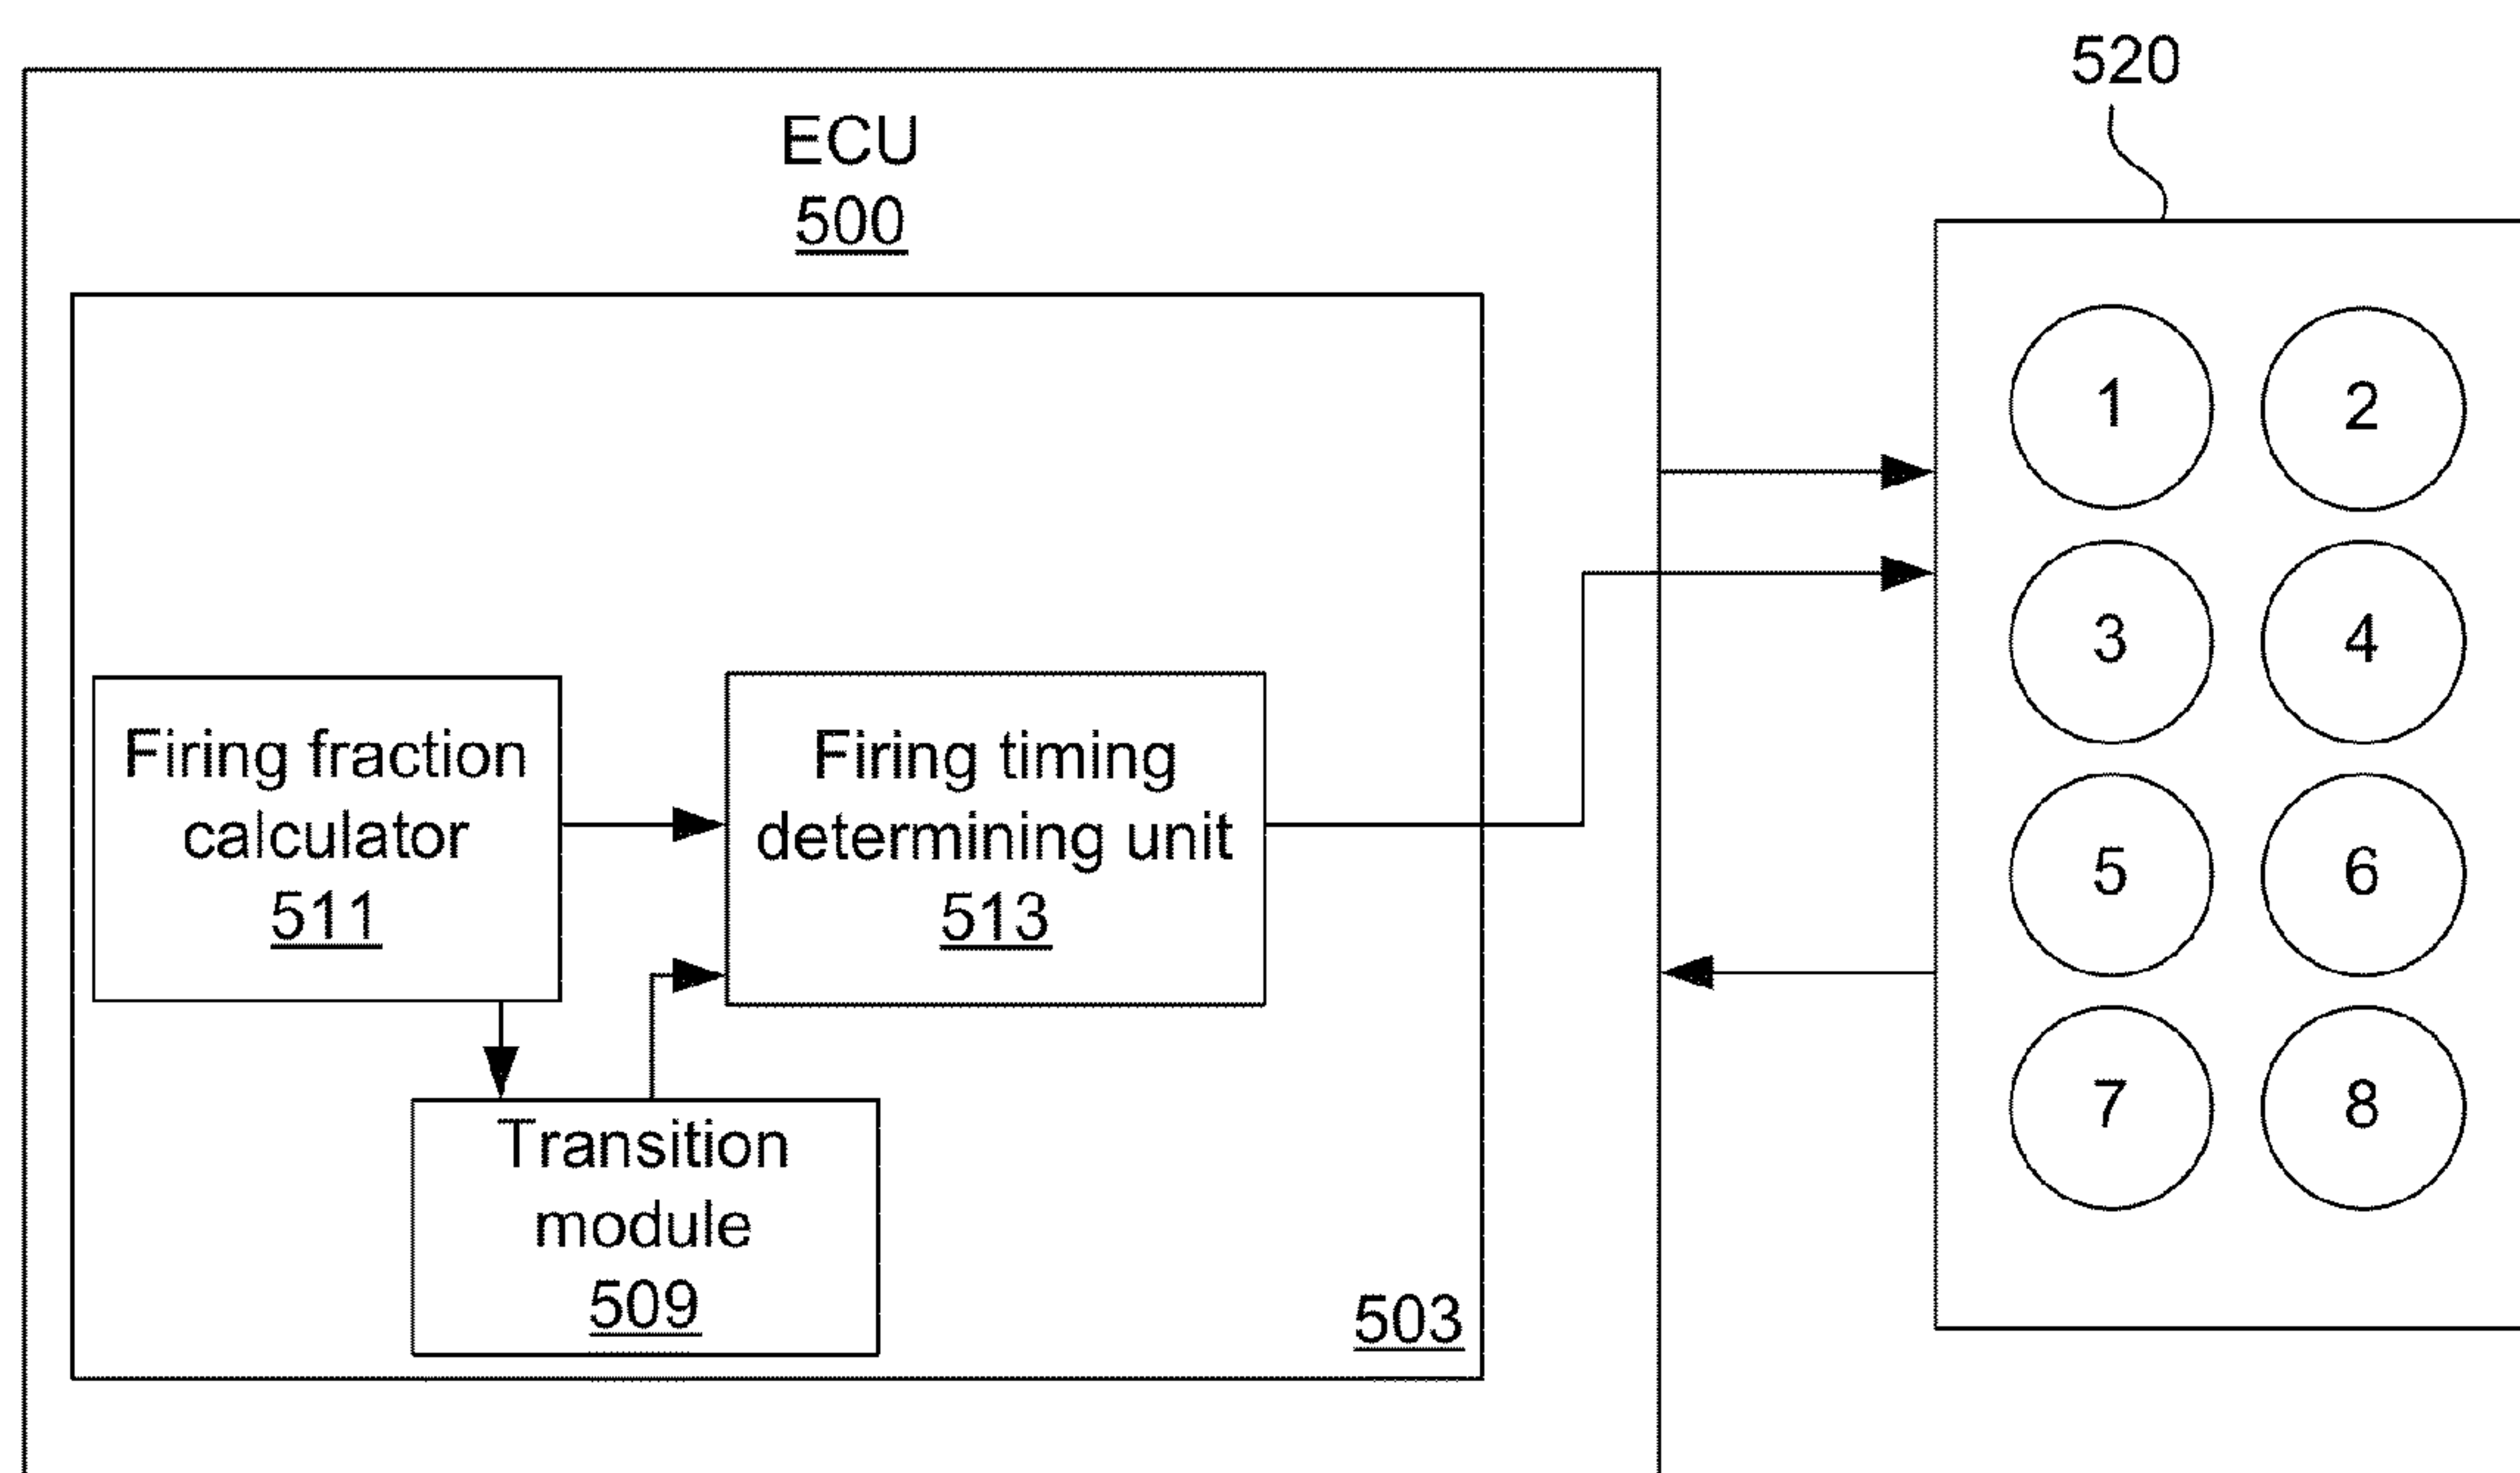 520
ECU
500
1
2
3
4
Firing fraction
calculator
511
Firing timing
determining unit
513
5
6
7
8
Transition
module
509
503